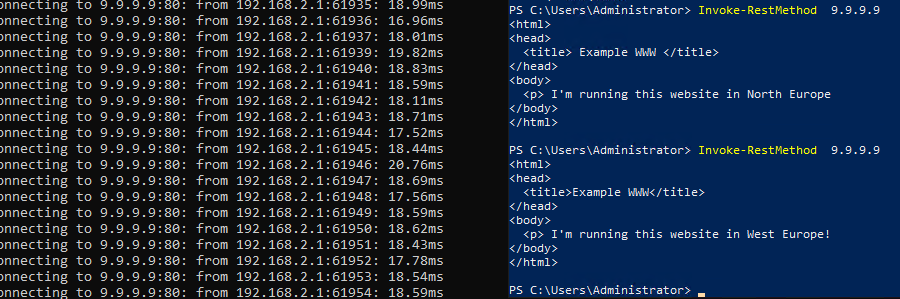 onnecting to 9.9.9.9:80: from 192.168.2.1:61935: 18.99ms
onnecting to 9.9.9.9:80: from 192.168.2.1:61936: 16.96ms
onnecting to 9.9.9.9:80: from 192.168.2.1:61937: 18.01ms
onnecting to 9.9.9.9:80: from 192.168.2.1:61939: 19.82ms
onnecting to 9.9.9.9:80: from 192.168.2.1:61940: 18.83ms
onnecting to 9.9.9.9:80: from 192.168.2.1:61941: 18.59ms
onnecting to 9.9.9.9:80: from 192.168.2.1:61942: 18.11ms
onnecting to 9.9.9.9:80: from 192.168.2.1:61943: 18.71ms
onnecting to 9.9.9.9:80: from 192.168.2.1:61944: 17.52ms
onnecting to 9.9.9.9:80: from 192.168.2.1:61945: 18.44ms
onnecting to 9.9.9.9:80: from 192.168.2.1:61946: 20.76ms
onnecting to 9.9.9.9:80: from 192.168.2.1:61947: 18.69ms
onnecting to 9.9.9.9:80: from 192.168.2.1:61948: 17.56ms
onnecting to 9.9.9.9:80: from 192.168.2.1:61949: 18.59ms
onnecting to 9.9.9.9:80: from 192.168.2.1:61950: 18.62ms
onnecting to 9.9.9.9:80: from 192.168.2.1:61951: 18.43ms
onnecting to 9.9.9.9:80: from 192.168.2.1:61952: 17.78ms
onnecting to 9.9.9.9:80: from 192.168.2.1:61953: 18.54ms
onnecting to 9.9.9.9:80: from 192.168.2.1:61954: 18.59ms
PS C:\Users\Administrator> Invoke-RestMethod  9.9.9.9
<html>
<head>
  <title> Example WWW </title>
</head>
<body>
  <p> I'm running this website in North Europe
</body>
</html>
PS C:\Users\Administrator> Invoke-RestMethod  9.9.9.9
<html>
<head>
  <title>Example WWW</title>
</head>
<body>
  <p> I'm running this website in West Europe!
</body>
</html>
PS C:\Users\Administrator>